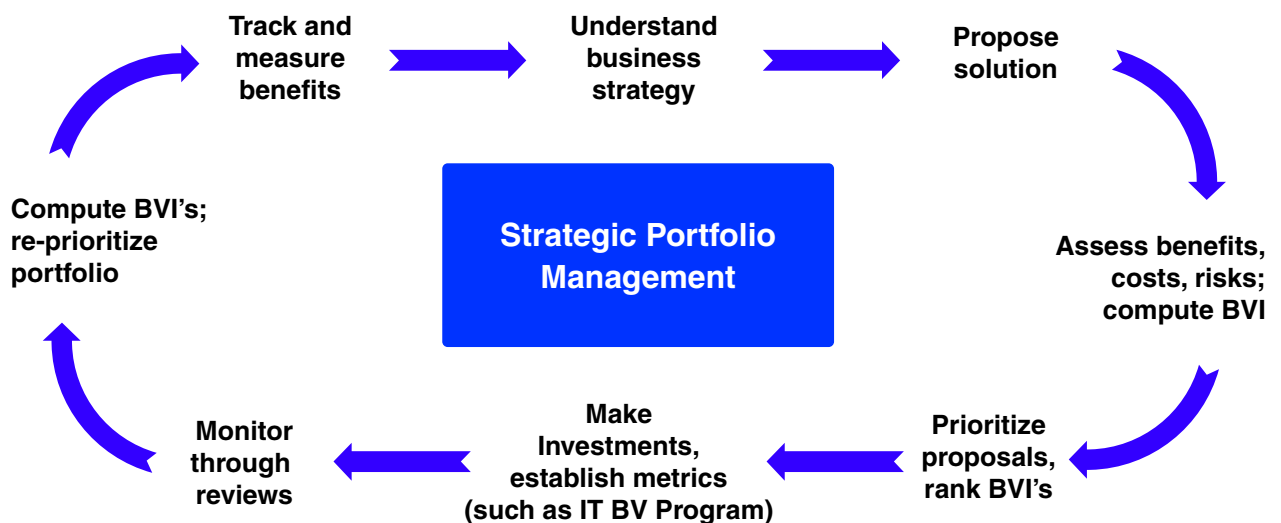 Track and
measure
benefits
Understand
business
strategy
Propose
solution
Assess benefits,
costs, risks;
compute BVI
Prioritize
proposals,
rank BVI’s
Make
Investments,
establish metrics
(such as IT BV Program)
Monitor
through
reviews
Compute BVI’s;
re-prioritize
portfolio
Strategic Portfolio
Management